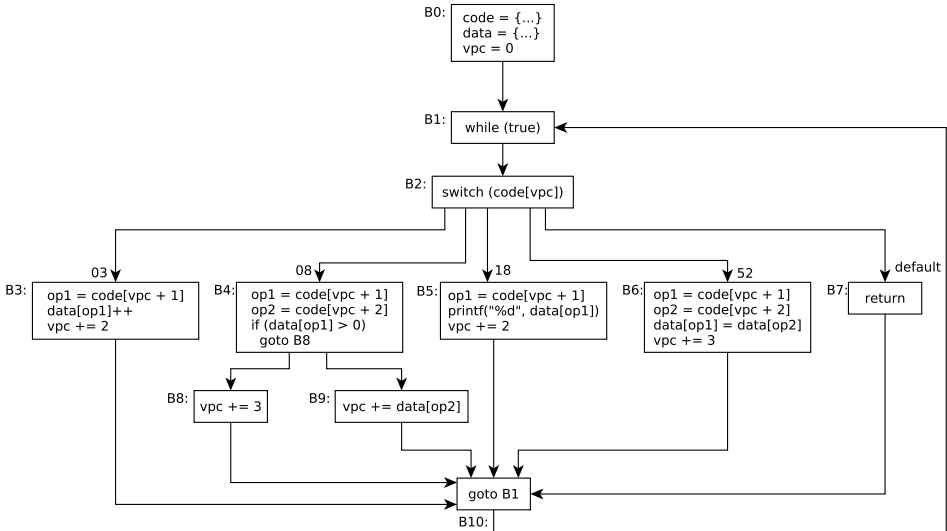 B0:
code = {...}
data = {...}
vpc = 0
B1:
while (true)
B2:
switch (code[vpc])
B3:
03
op1 = code[vpc + 1]
data[op1]++
vpc += 2
B4:
08
op1 = code[vpc + 1]
op2 = code[vpc + 2]
if (data[op1] > 0)
goto B8
B5:
18
op1 = code[vpc + 1]
printf("%d", data[op1])
vpc += 2
B6:
52
op1 = code[vpc + 1]
op2 = code[vpc + 2]
data[op1] = data[op2]
vpc += 3
B7:
default
return
B8:
vpc += 3
B9:
vpc += data[op2]
goto B1
B10: